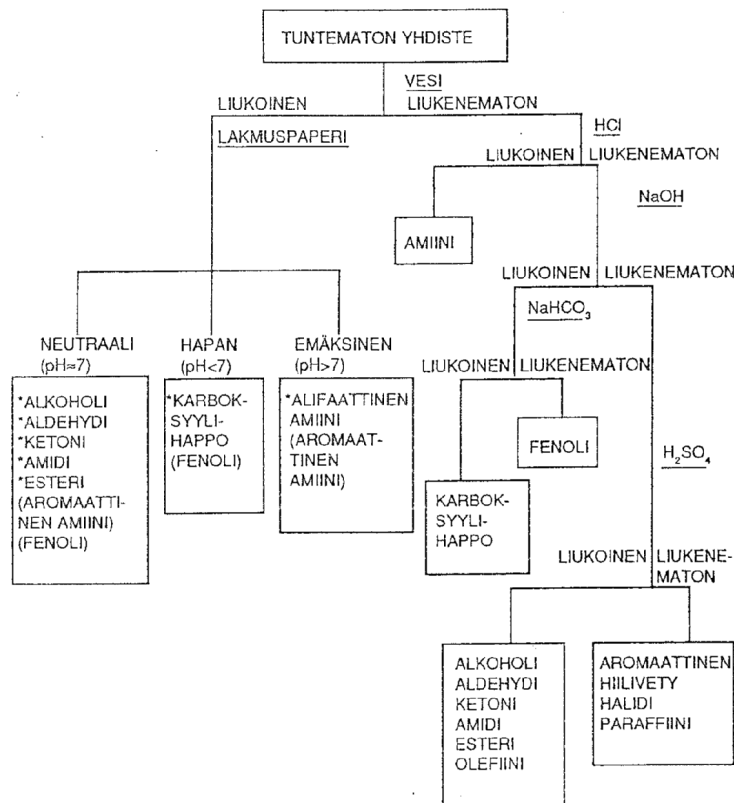 TUNTEMATON YHDISTE
VESI
LIUKOINEN LIUKENEMATON
LAKMUSPAPERI
HCl
LIUKOINEN LIUKENEMATON
AMIINI
NaOH
LIUKOINEN LIUKENEMATON
NaHCO₃
LIUKOINEN LIUKENEMATON
FENOLI
KARBOK-
SYYLI-
HAPPO
H₂SO₄
LIUKOINEN LIUKENE-
MATON
NEUTRAALI
(pH≈7)
*ALKOHOLI
*ALDEHYDI
*KETONI
*AMIDI
*ESTERI
(AROMAATTI-
NEN AMIINI)
(FENOLI)
HAPAN
(pH<7)
*KARBOK-
SYYLI-
HAPPO
(FENOLI)
EMÄKSINEN
(pH>7)
*ALIFAATTINEN
AMIINI
(AROMAAT-
TINEN
AMIINI)
ALKOHOLI
ALDEHYDI
KETONI
AMIDI
ESTERI
OLEFIINI
AROMAATTINEN
HIILIVETY
HALIDI
PARAFFIINI